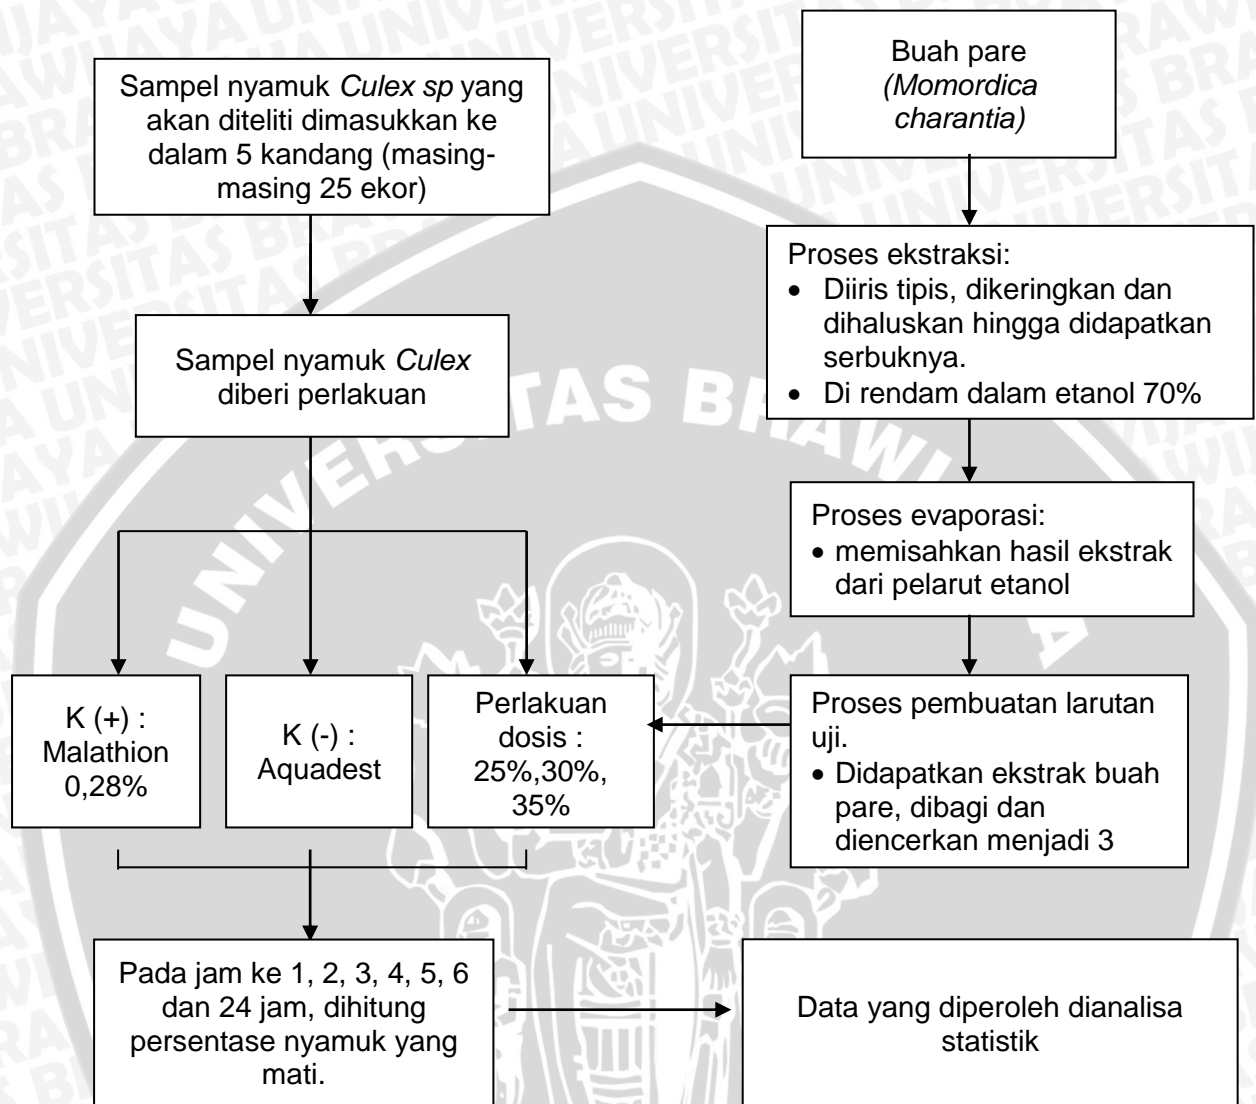 Sampel nyamuk Culex sp yang
akan diteliti dimasukkan ke
dalam 5 kandang (masing-
masing 25 ekor)
Sampel nyamuk Culex
diberi perlakuan
K (+) :
Malathion
0,28%
K (-) :
Aquadest
Perlakuan
dosis :
25%,30%,
35%
Buah pare
(Momordica
charantia)
Proses ekstraksi:
• Diiris tipis, dikeringkan dan
dihaluskan hingga didapatkan
serbuknya.
• Di rendam dalam etanol 70%
Proses evaporasi:
• memisahkan hasil ekstrak
dari pelarut etanol
Proses pembuatan larutan
uji.
• Didapatkan ekstrak buah
pare, dibagi dan
diencerkan menjadi 3
Pada jam ke 1, 2, 3, 4, 5, 6
dan 24 jam, dihitung
persentase nyamuk yang
mati.
Data yang diperoleh dianalisa
statistik
UNIVERSITAS BRAWIJAYA